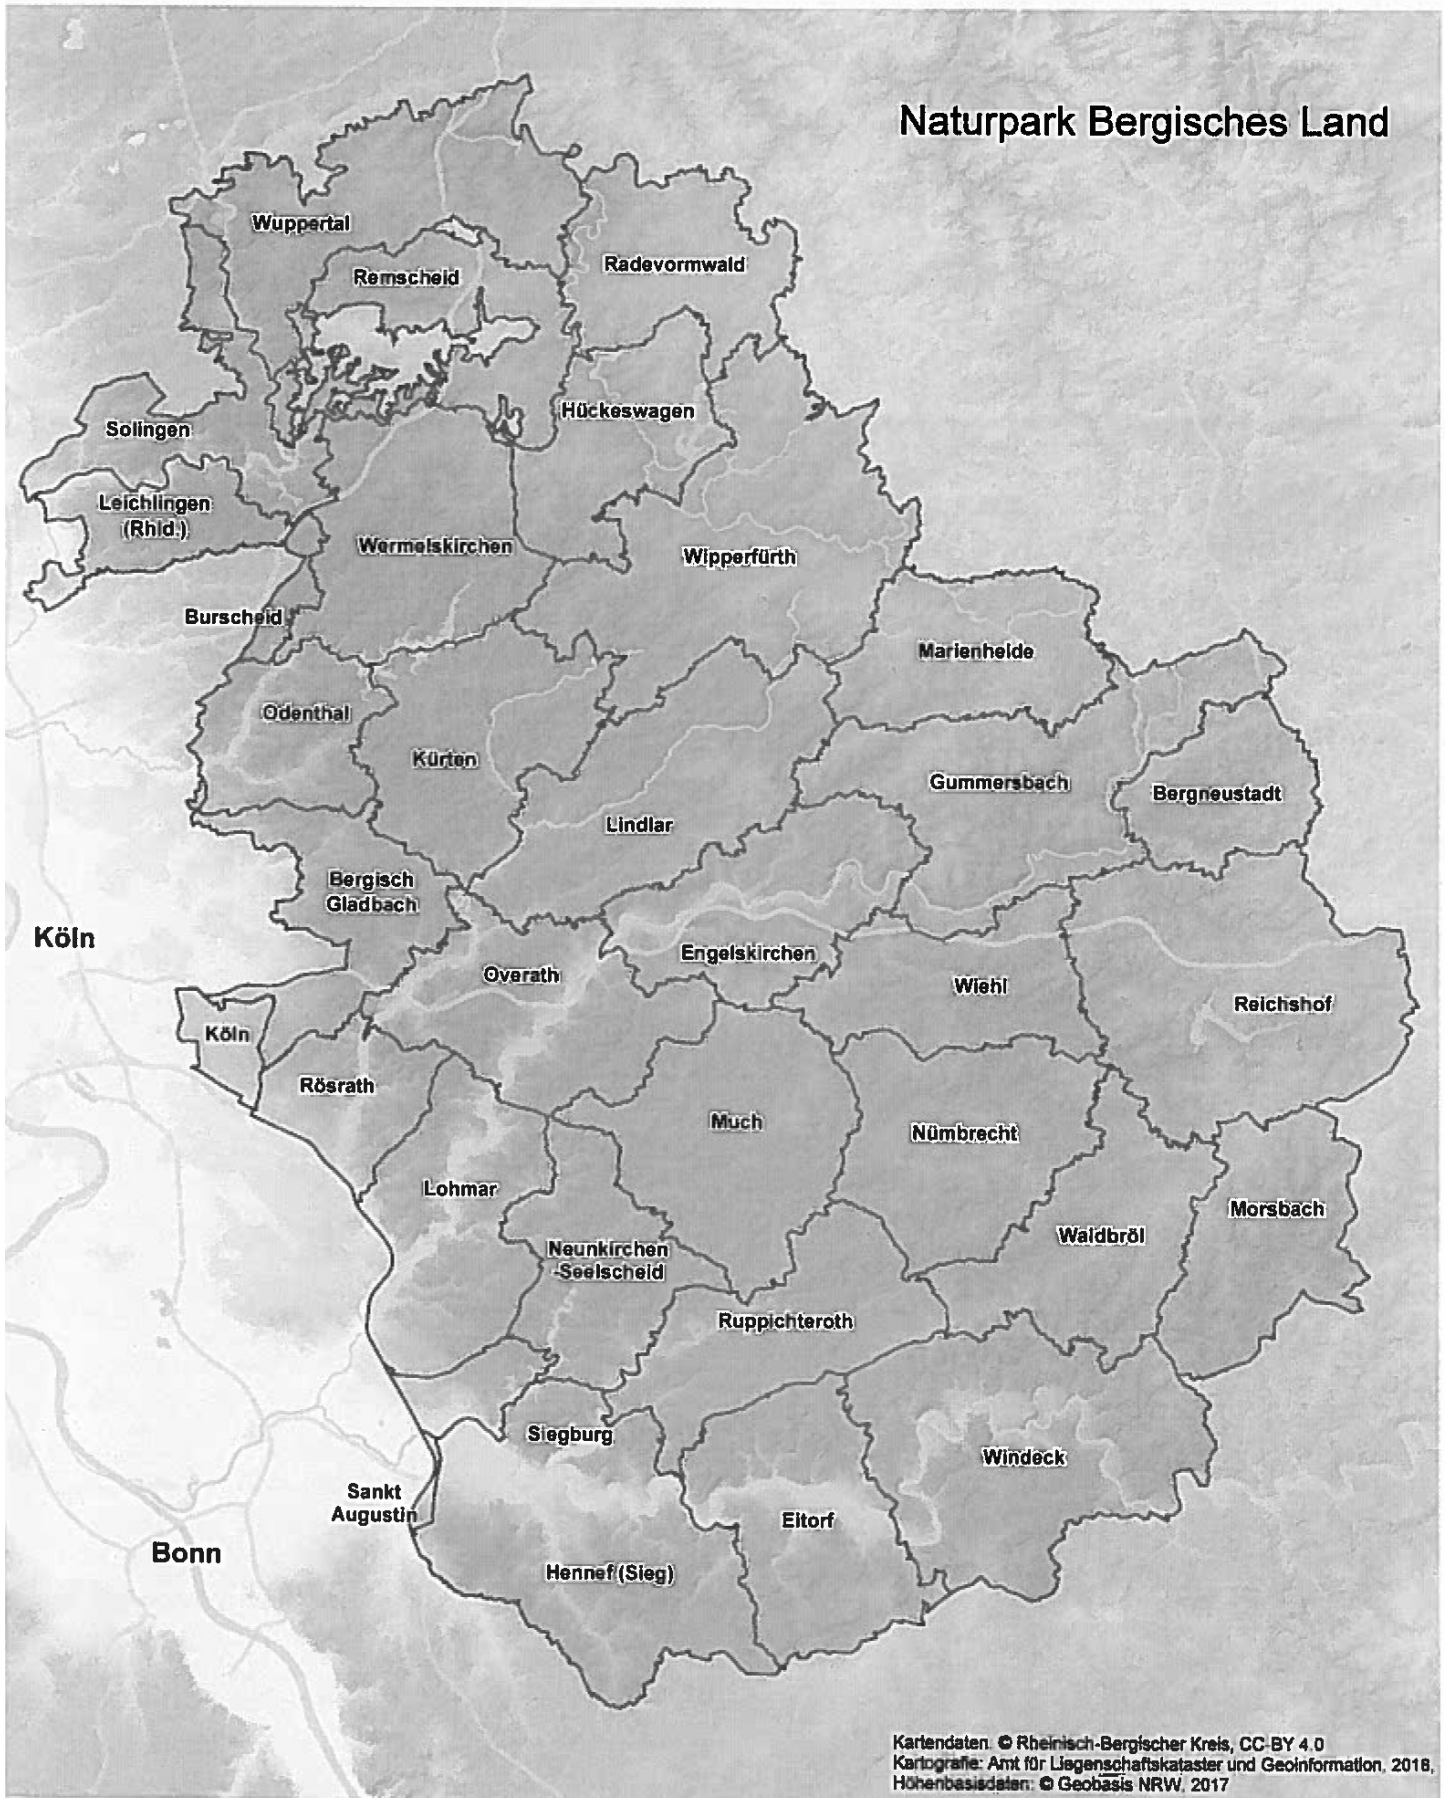 Naturpark Bergisches Land
Wuppertal
Remscheid
Radevormwald
Solingen
Hückeswagen
Leichlingen
(Rhld.)
Wermelskirchen
Wipperfürth
Burscheid
Marienheide
Odenthal
Kürten
Gummersbach
Bergneustadt
Lindlar
Bergisch
Gladbach
Köln
Engelskirchen
Overath
Wiehl
Reichshof
Köln
Rösrath
Much
Nümbrecht
Lohmar
Morsbach
Waldbröl
Neunkirchen
-Seelscheid
Ruppichteroth
Siegburg
Windeck
Sankt
Augustin
Eitorf
Bonn
Hennef (Sieg)
Kartendaten: © Rheinisch-Bergischer Kreis, CC-BY 4.0
Kartografie: Amt für Liegenschaftskataster und Geoinformation, 2018,
Höhenbasisdaten: © Geobasis NRW, 2017